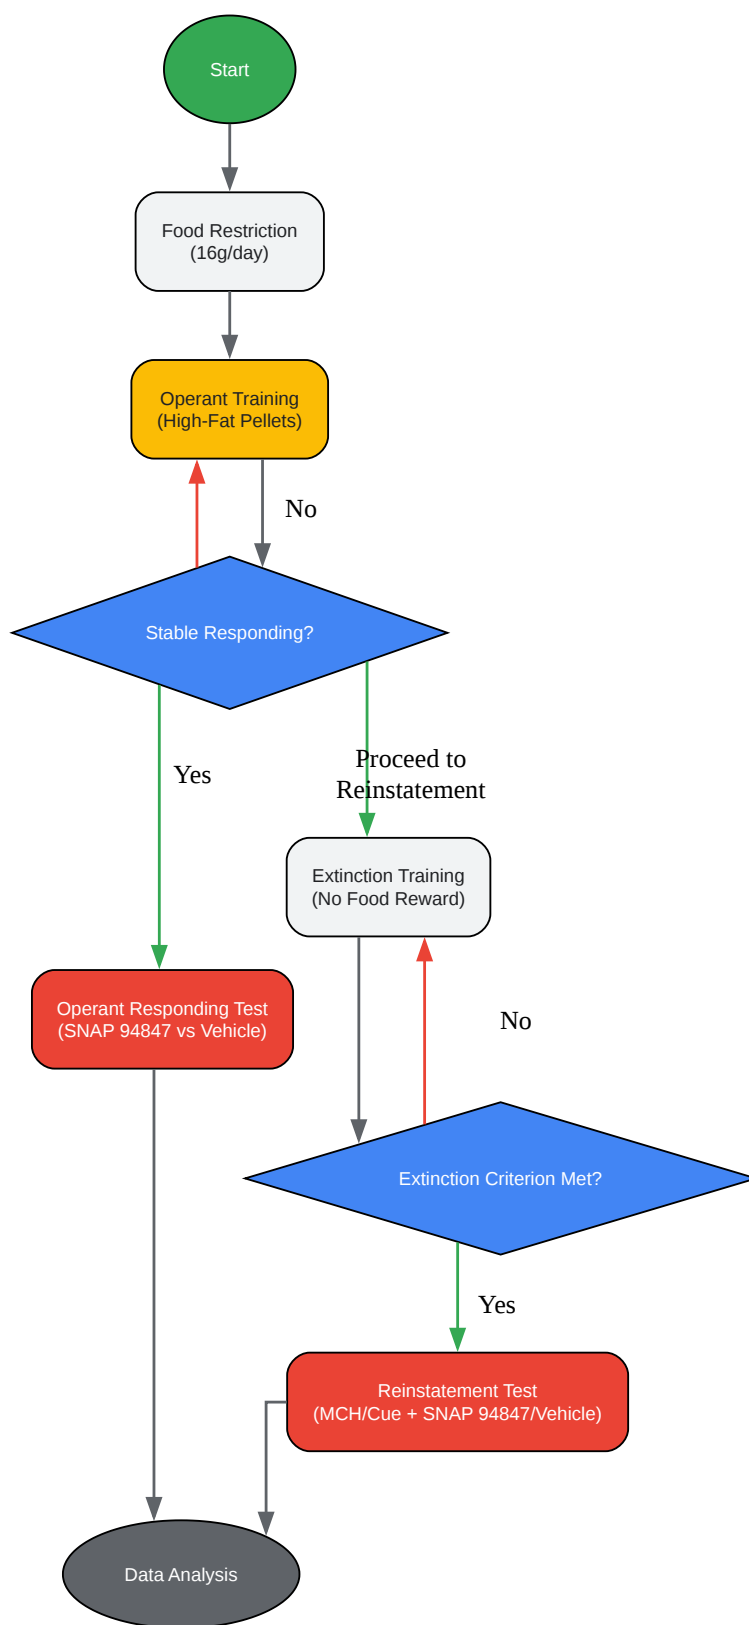 Start
Food Restriction
(16g/day)
Operant Training
(High-Fat Pellets)
No
Stable Responding?
Yes
Proceed to
Reinstatement
Extinction Training
(No Food Reward)
Operant Responding Test
(SNAP 94847 vs Vehicle)
No
Extinction Criterion Met?
Yes
Reinstatement Test
(MCH/Cue + SNAP 94847/Vehicle)
Data Analysis